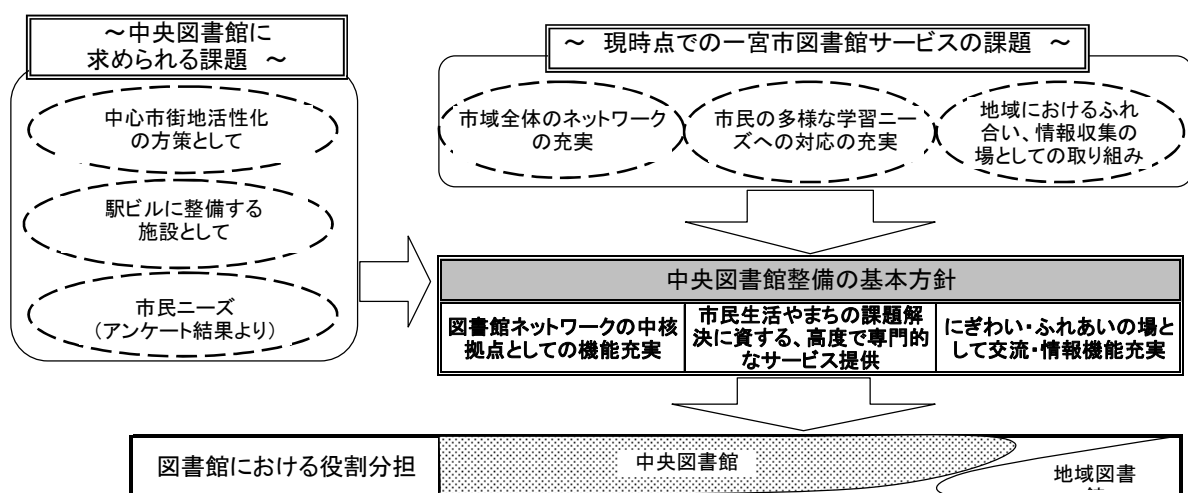 ～中央図書館に
求められる課題 ～
中心市街地活性化
の方策として
駅ビルに整備する
施設として
市民ニーズ
（アンケート結果より）
～ 現時点での一宮市図書館サービスの課題 ～
市域全体のネットワーク
の充実
市民の多様な学習ニー
ズへの対応の充実
地域におけるふれ
合い、情報収集の
場としての取り組み
中央図書館整備の基本方針
図書館ネットワークの中核
拠点としての機能充実
市民生活やまちの課題解
決に資する、高度で専門的
なサービス提供
にぎわい・ふれあいの場と
して交流・情報機能充実
図書館における役割分担
中央図書館
地域図書